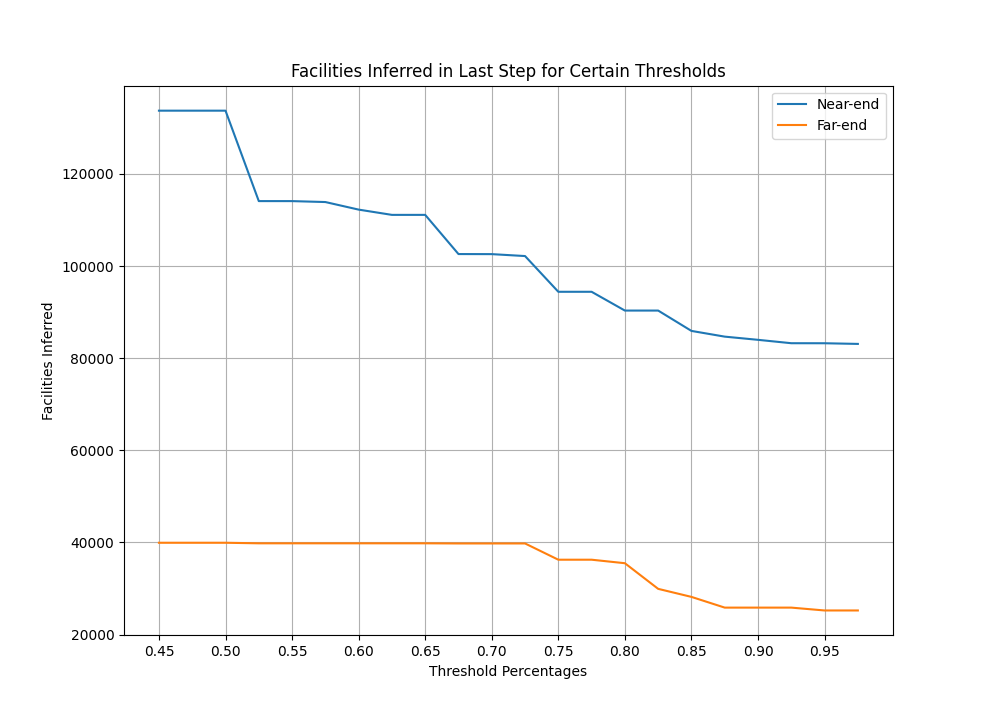 Facilities Inferred in Last Step for Certain Thresholds
Near-end
Far-end
120000
100000
80000
60000
40000
20000
Facilities Inferred
0.45 0.50 0.55 0.60 0.65 0.70 0.75 0.80 0.85 0.90 0.95
Threshold Percentages